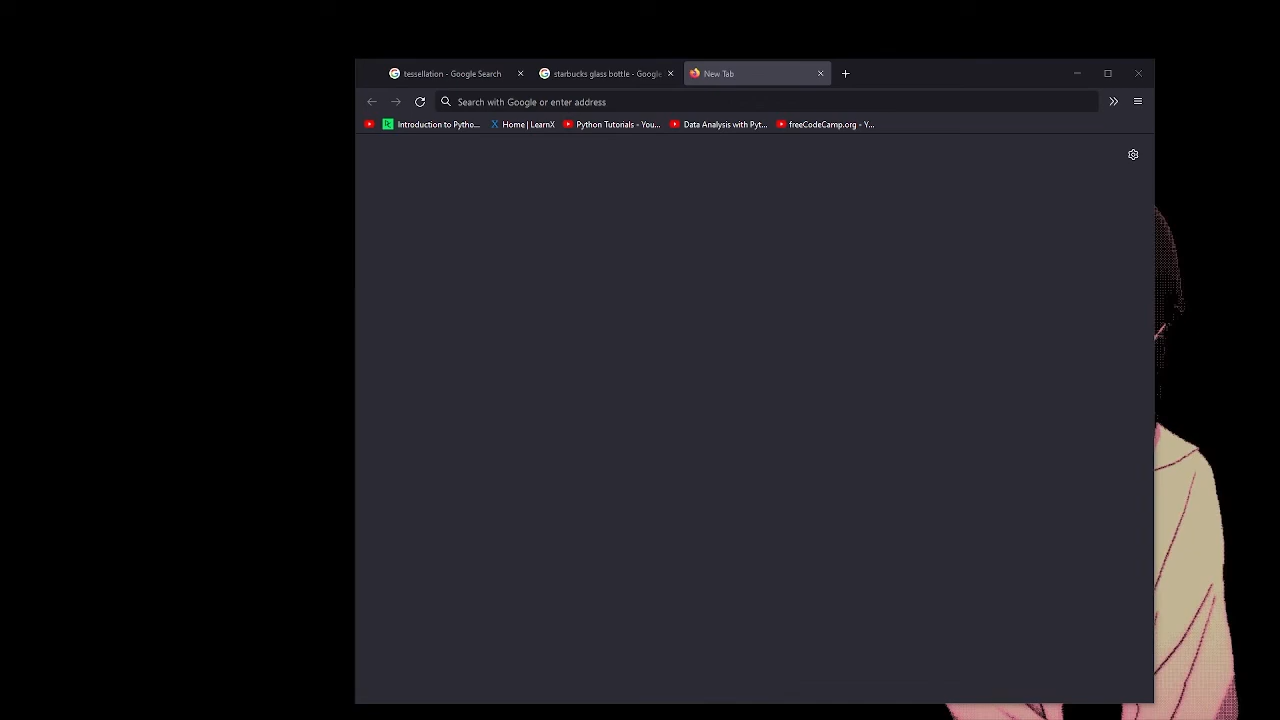 tessellation - Google Search
starbucks glass bottle - Google
New Tab
Search with Google or enter address
Introduction to Pytho...
Home | LearnX
Python Tutorials - You...
Data Analysis with Pyt...
freeCodeCamp.org - Y...